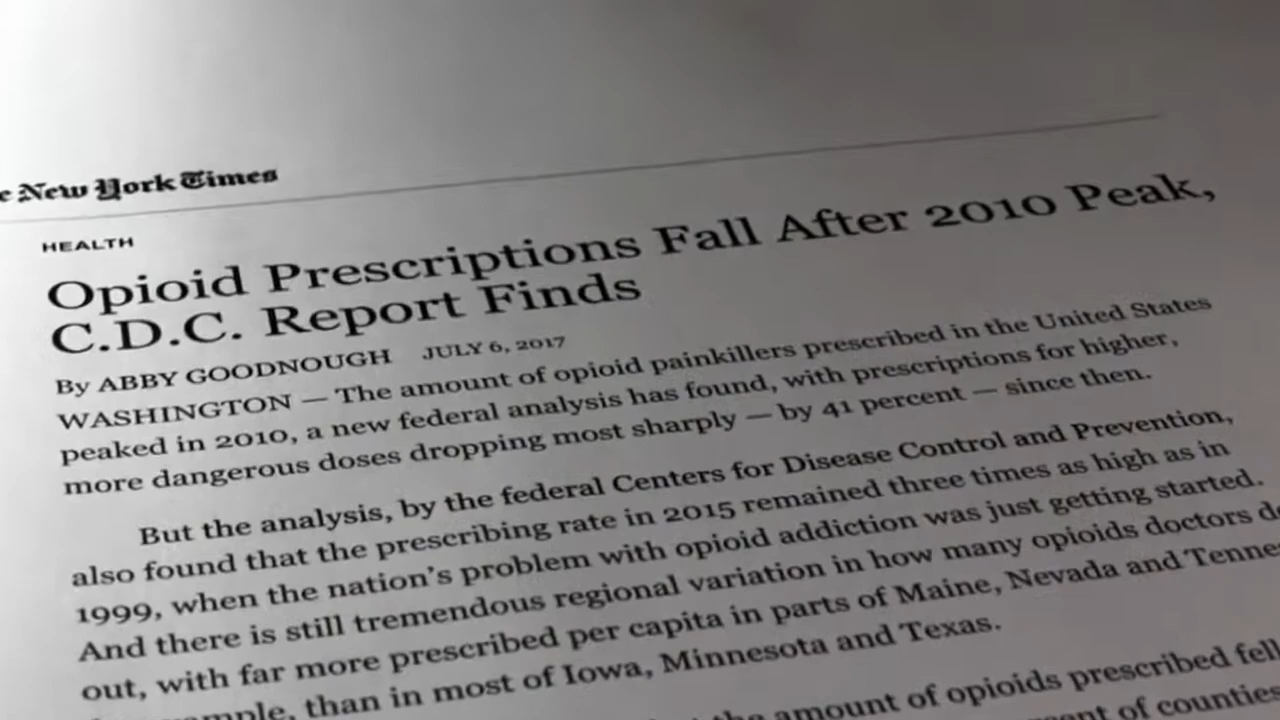 e New York Times
HEALTH
Opioid Prescriptions Fall After 2010 Peak,
C.D.C. Report Finds
By ABBY GOODNOUGH JULY 6, 2017
WASHINGTON — The amount of opioid painkillers prescribed in the United States
peaked in 2010, a new federal analysis has found, with prescriptions for higher,
more dangerous doses dropping most sharply — by 41 percent — since then.
But the analysis, by the federal Centers for Disease Control and Prevention,
also found that the prescribing rate in 2015 remained three times as high as in
1999, when the nation's problem with opioid addiction was just getting started.
And there is still tremendous regional variation in how many opioids doctors
out, with far more prescribed per capita in parts of Maine, Nevada and Tenne
than in most of Iowa, Minnesota and Texas.
the amount of opioids prescribed fell
of counties